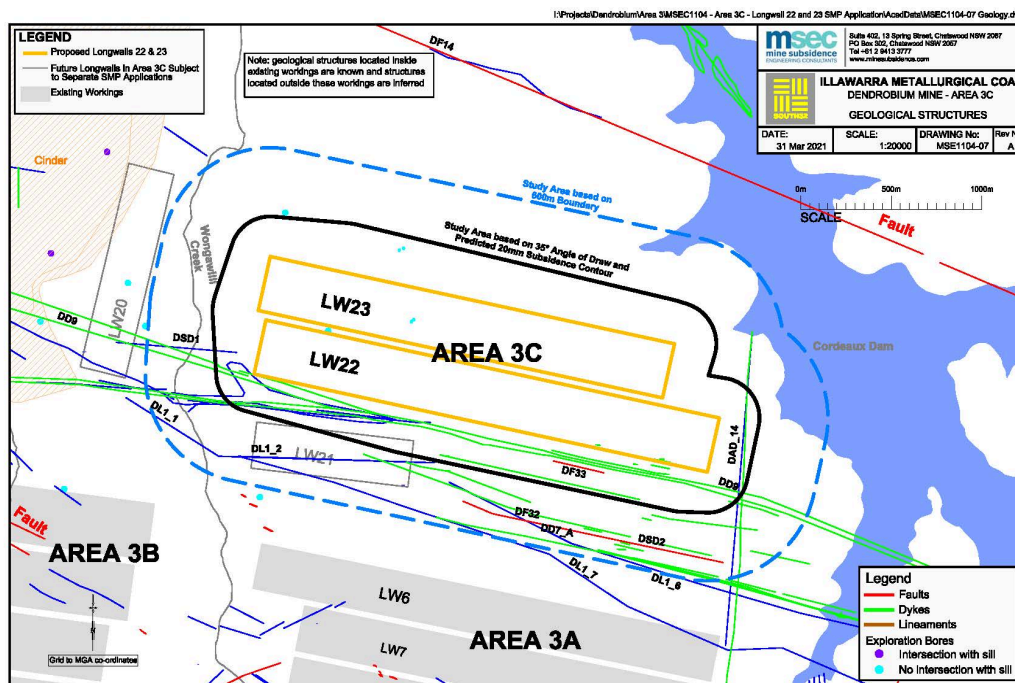 I:\Projects\Dendrobium\Area 3\MSEC1104 - Area 3C - Longwall 22 and 23 SMP Application\AcadData\MSEC1104-07 Geology.d
LEGEND
Proposed Longwalls 22 & 23
Future Longwalls in Area 3C Subject
to Separate SMP Applications
Existing Workings
Note: geological structures located inside
existing workings are known and structures
located outside these workings are inferred
DF14
msec
mine subsidence
ENGINEERING CONSULTANTS
Suite 402, 13 Spring Street, Chatswood NSW 2067
PO Box 302, Chatswood NSW 2057
Tel +61 2 9413 3777
www.minesubsidence.com
SOUTH32
ILLAWARRA METALLURGICAL COA
DENDROBIUM MINE - AREA 3C
GEOLOGICAL STRUCTURES
DATE:
31 Mar 2021
SCALE:
1:20000
DRAWING No:
MSE1104-07
Rev N
A
0m
500m
1000m
SCALE
Fault
Cinder
Wongawilli
Creek
Study Area based on
600m Boundary
Study Area based on 35° Angle of Draw and
Predicted 20mm Subsidence Contour
LW20
LW23
LW22
AREA 3C
Cordeaux Dam
DD9
DSD1
DL1_1
DL1_2
LW21
DAD_14
DF33
DD9
DF32
DD7_A
DSD2
DL1_7
DL1_6
Fault
AREA 3B
LW6
LW7
AREA 3A
N
Grid to MGA co-ordinates
Legend
Faults
Dykes
Lineaments
Exploration Bores
Intersection with sill
No Intersection with sill